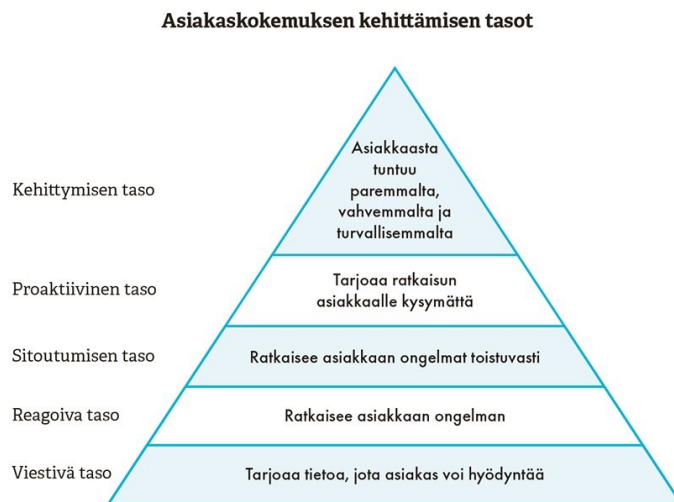 Asiakaskokemuksen kehittämisen tasot
Kehittymisen taso
Asiakkaasta
tuntuu
paremmalta,
vahvemmalta ja
turvallisemmalta
Proaktiivinen taso
Tarjoaa ratkaisun
asiakkaalle kysymättä
Sitoutumisen taso
Ratkaisee asiakkaan ongelmat toistuvasti
Reagoiva taso
Ratkaisee asiakkaan ongelman
Viestivä taso
Tarjoaa tietoa, jota asiakas voi hyödyntää